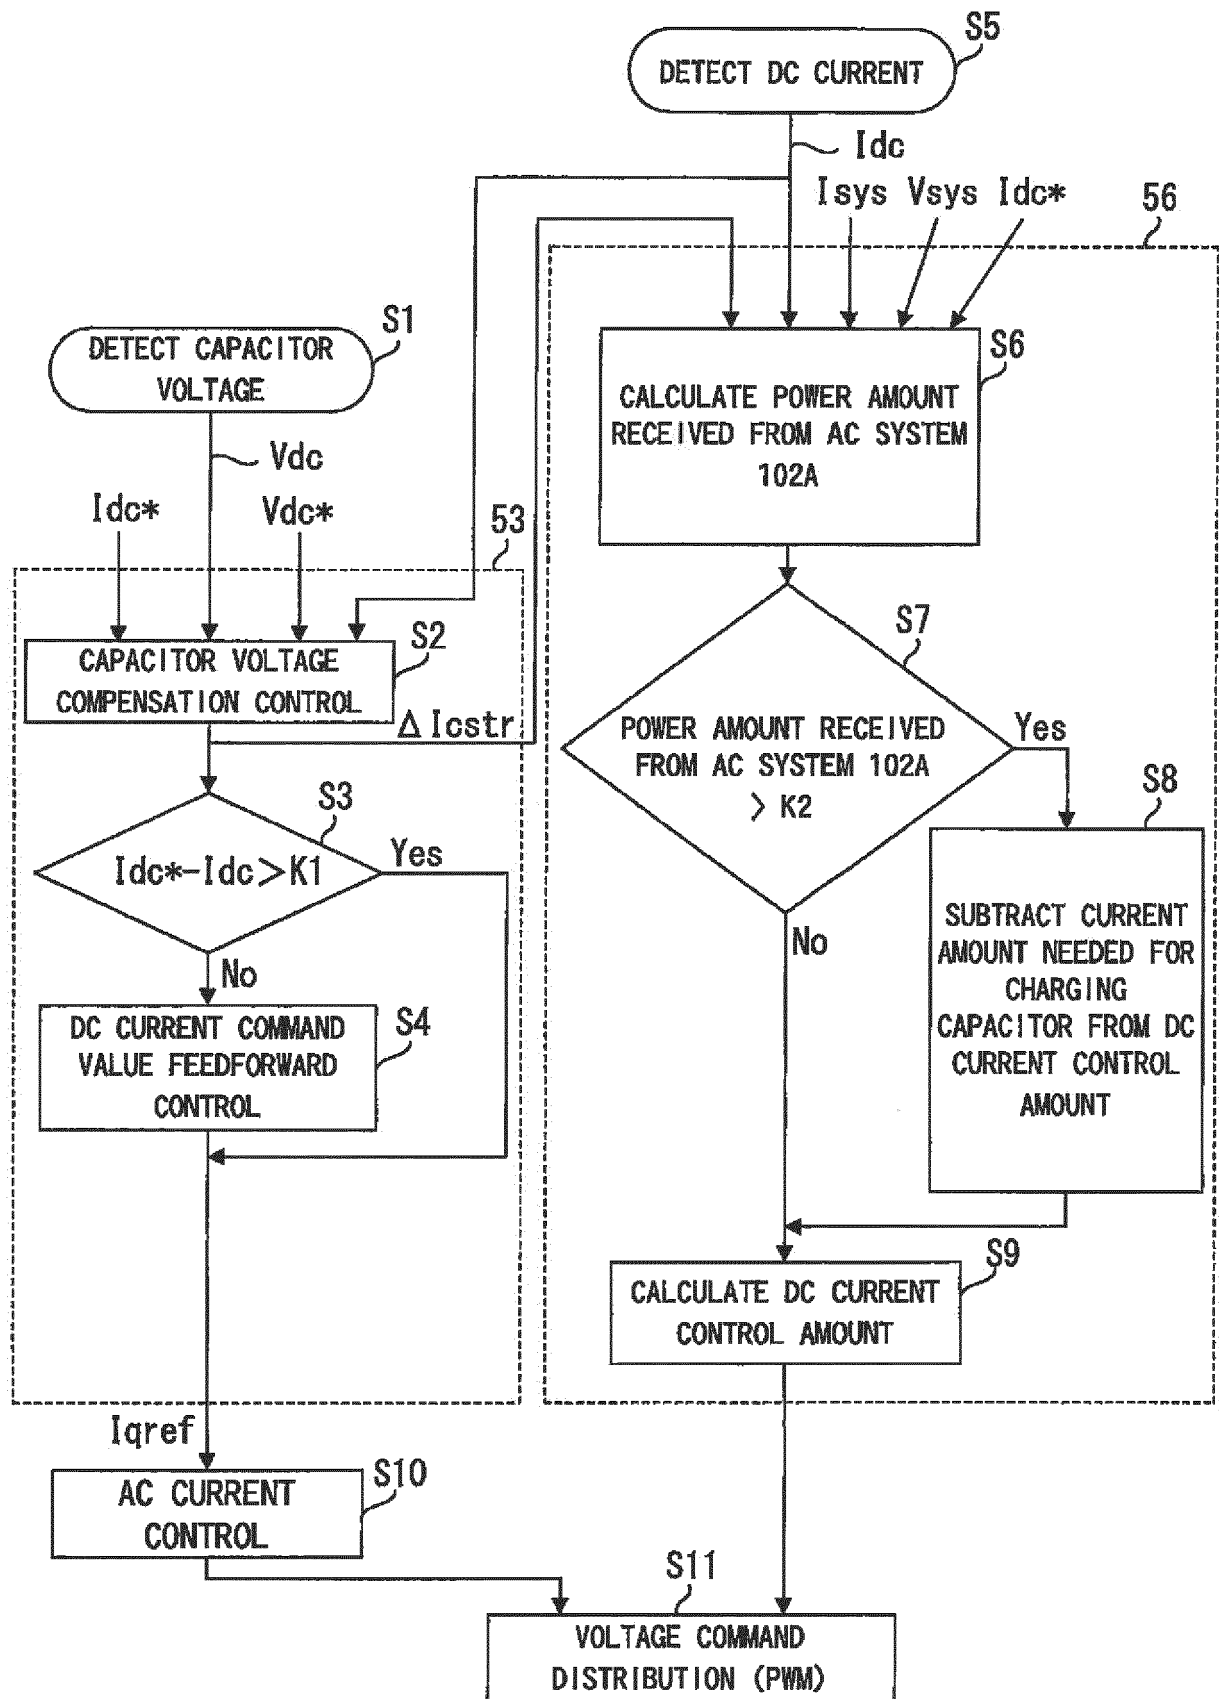 S5
DETECT DC CURRENT
Idc
Isys Vsys Idc*
56
S1
DETECT CAPACITOR
VOLTAGE
Vdc
Idc*
Vdc*
53
S6
CALCULATE POWER AMOUNT
RECEIVED FROM AC SYSTEM
102A
S2
CAPACITOR VOLTAGE
COMPENSATION CONTROL
Δ Icstr
S7
POWER AMOUNT RECEIVED
FROM AC SYSTEM 102A
> K2
Yes
No
S3
Idc*-Idc>K1
Yes
No
S8
SUBTRACT CURRENT
AMOUNT NEEDED FOR
CHARGING
CAPACITOR FROM DC
CURRENT CONTROL
AMOUNT
S4
DC CURRENT COMMAND
VALUE FEEDFORWARD
CONTROL
S9
CALCULATE DC CURRENT
CONTROL AMOUNT
Iqref
S10
AC CURRENT
CONTROL
S11
VOLTAGE COMMAND
DISTRIBUTION (PWM)